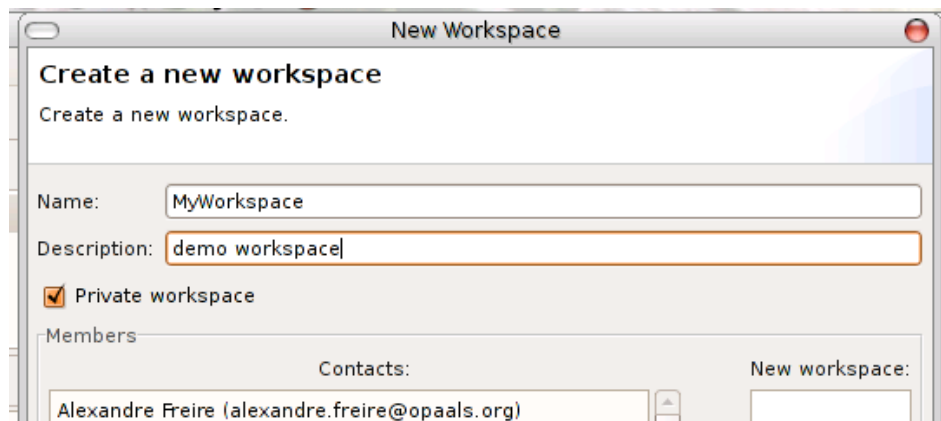 New Workspace
Create a new workspace
Create a new workspace.
Name: MyWorkspace
Description: demo workspace
Private workspace
Members
Contacts: New workspace:
Alexandre Freire (alexandre.freire@opaals.org)